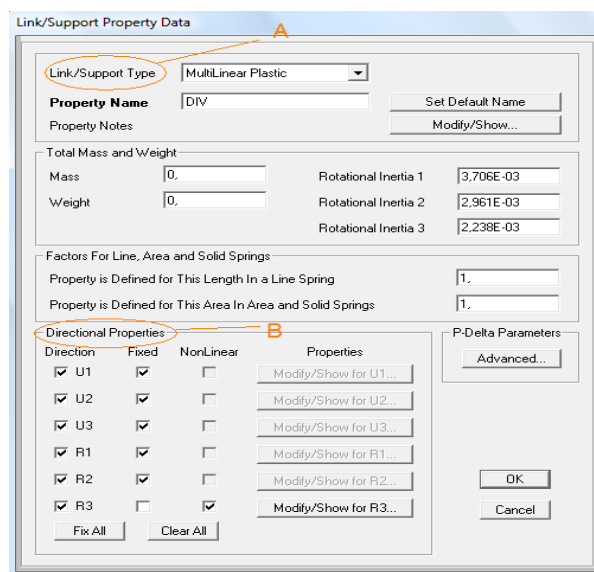 Link/Support Property Data
A
Link/Support Type MultiLinear Plastic
Property Name DIV Set Default Name
Property Notes Modify/Show...
Total Mass and Weight
Mass 0, Rotational Inertia 1 3,706E-03
Weight 0, Rotational Inertia 2 2,961E-03
Rotational Inertia 3 2,238E-03
Factors For Line, Area and Solid Springs
Property is Defined for This Length In a Line Spring 1,
Property is Defined for This Area In Area and Solid Springs 1,
Directional Properties B P-Delta Parameters
Direction Fixed NonLinear Properties Advanced...
U1 Modify/Show for U1...
U2 Modify/Show for U2...
U3 Modify/Show for U3...
R1 Modify/Show for R1...
R2 Modify/Show for R2... OK
R3 Modify/Show for R3... Cancel
Fix All Clear All